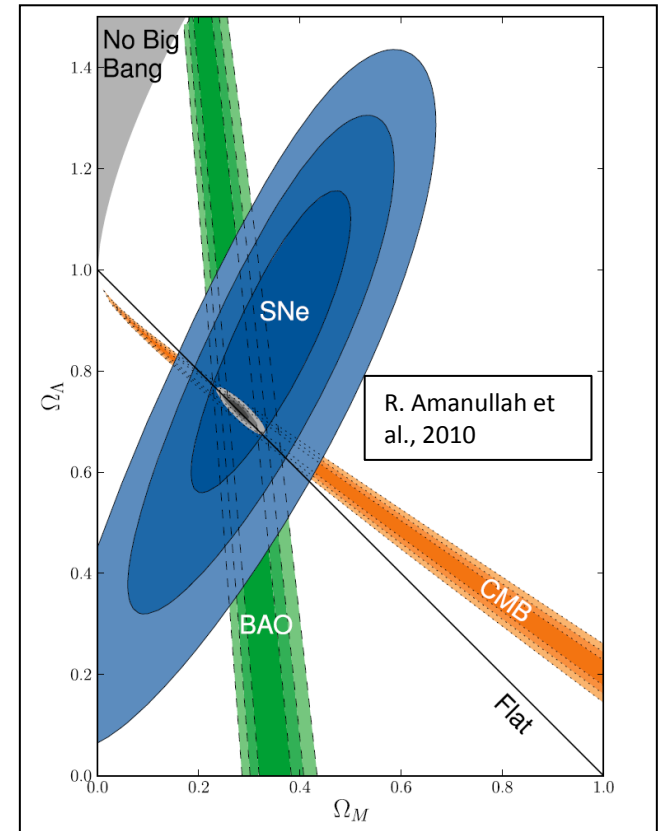 No Big
Bang
SNe
R. Amanullah et
al., 2010
CMB
BAO
Flat
1.4
1.2
1.0
0.8
0.6
0.4
0.2
0.0
Ω_Λ
0.0 0.2 0.4 0.6 0.8 1.0
Ω_M